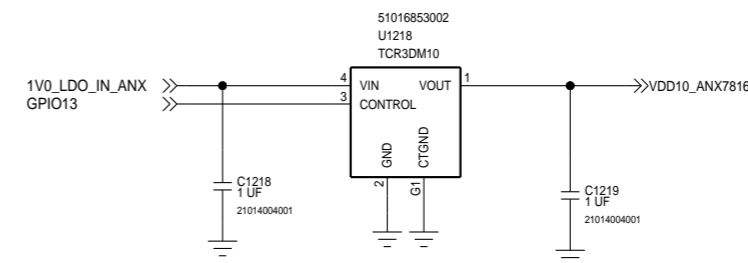 51016853002
U1218
TCR3DM10
1V0_LDO_IN_ANX
4
VIN
VOUT
1
VDD10_ANX7816
GPIO13
3
CONTROL
GND
CTGND
2
G1
C1218
1 UF
21014004001
C1219
1 UF
21014004001